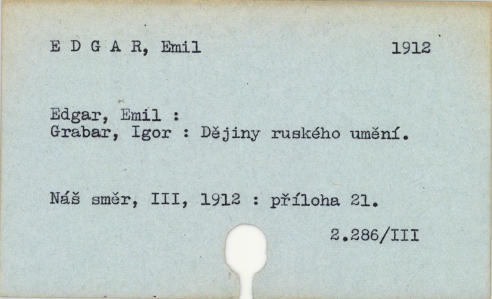 E D G A R, Emil 1912
Edgar, Emil :
Grabar, Igor : Dějiny ruského umění.
Náš směr, III, 1912 : příloha 21.
2.286/III